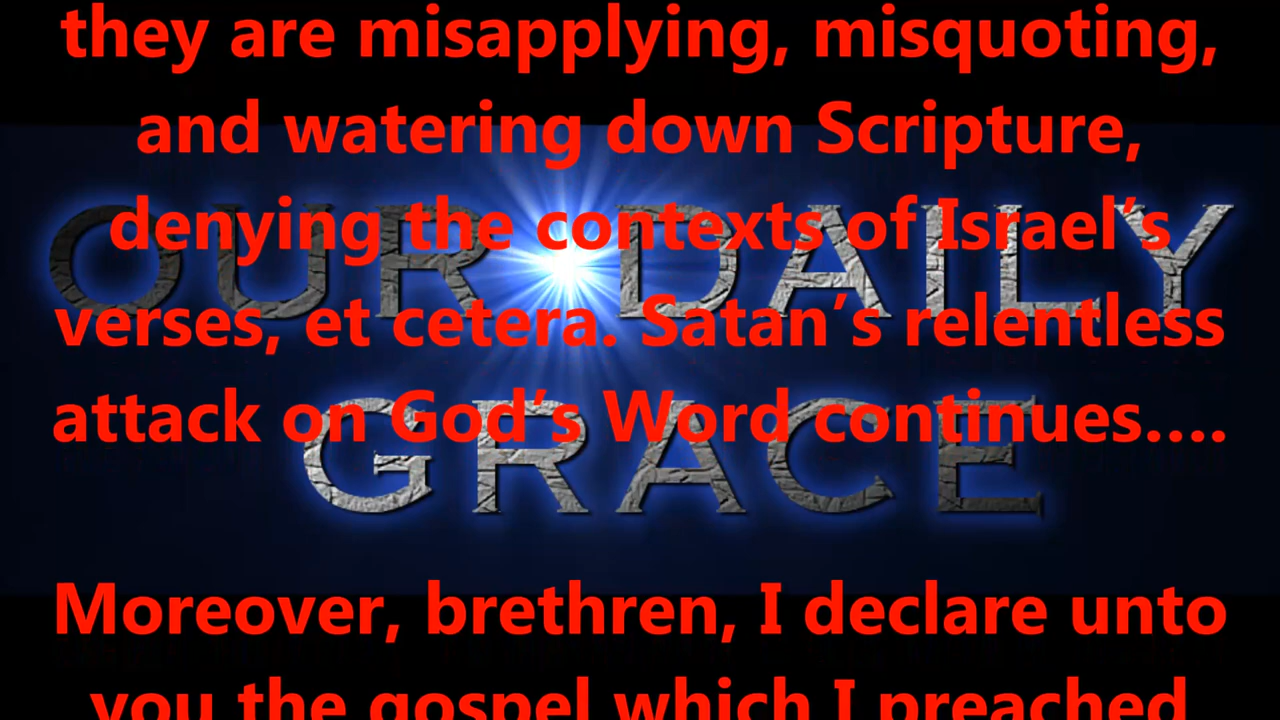 they are misapplying, misquoting,
and watering down Scripture,
denying the contexts of Israel’s
verses, et cetera. Satan’s relentless
attack on God’s Word continues....
Moreover, brethren, I declare unto
you the gospel which I preached
OUR DAILY
GRACE